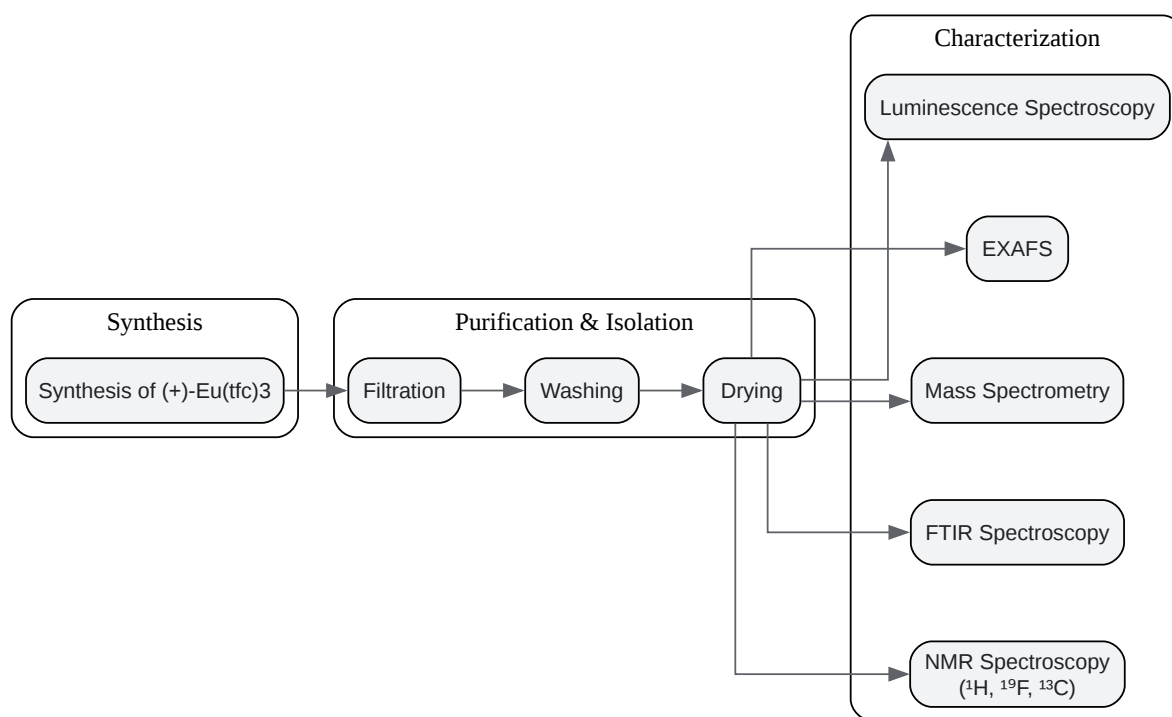 Characterization
Luminescence Spectroscopy
EXAFS
Synthesis
Purification & Isolation
Synthesis of (+)-Eu(tfc)3
Filtration
Washing
Drying
Mass Spectrometry
FTIR Spectroscopy
NMR Spectroscopy
(¹H, ¹⁹F, ¹³C)